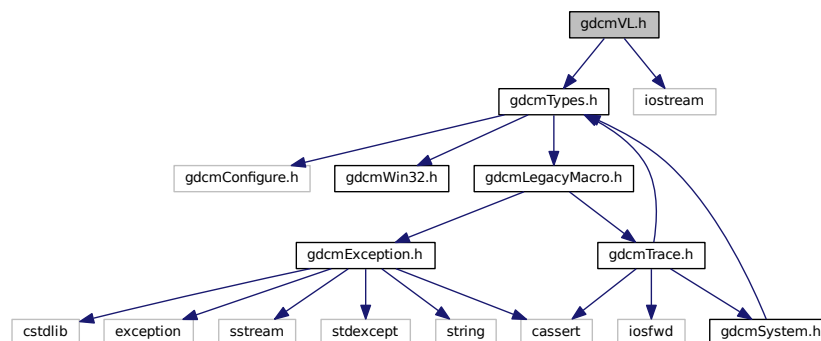 gdcmVL.h
gdcmTypes.h
iostream
gdcmConfigure.h
gdcmWin32.h
gdcmLegacyMacro.h
gdcmException.h
gdcmTrace.h
cstdlib
exception
sstream
stdexcept
string
cassert
iosfwd
gdcmSystem.h